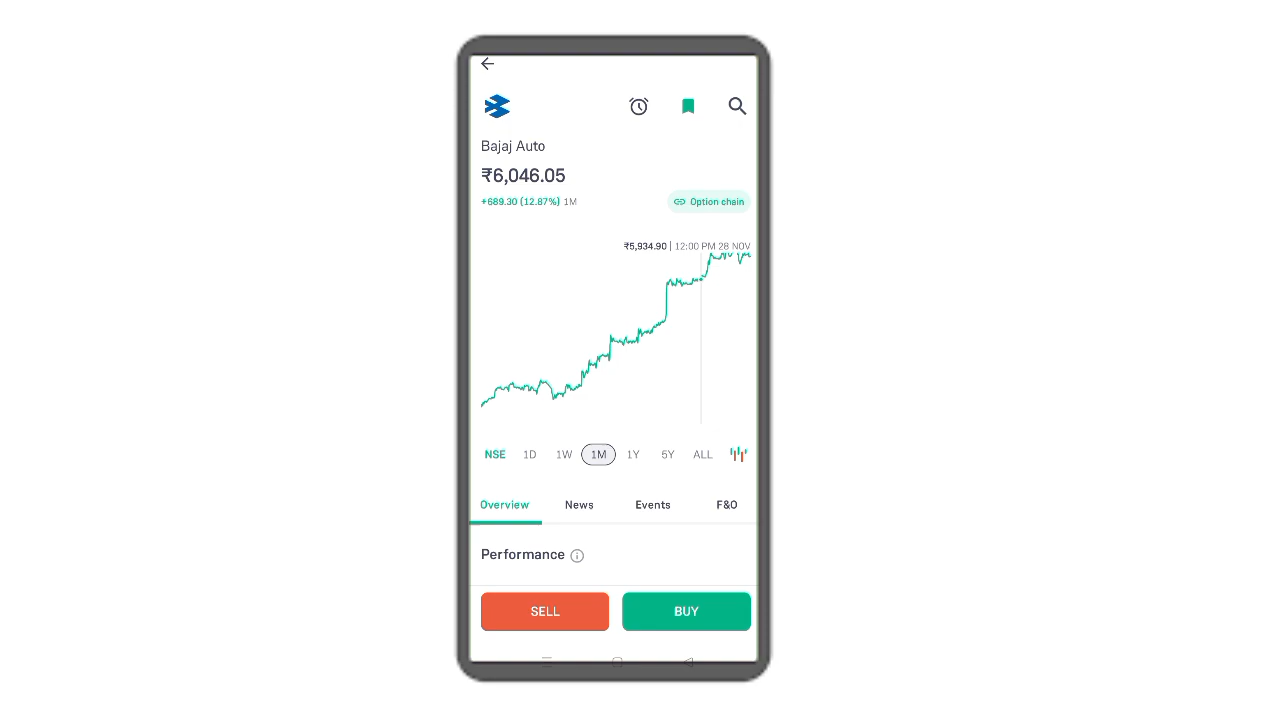 Bajaj Auto
₹6,046.05
+689.30 (12.87%) 1M
Option chain
₹5,934.90 | 12:00 PM 28 NOV
NSE 1D 1W 1M 1Y 5Y ALL
Overview News Events F&O
Performance
SELL BUY